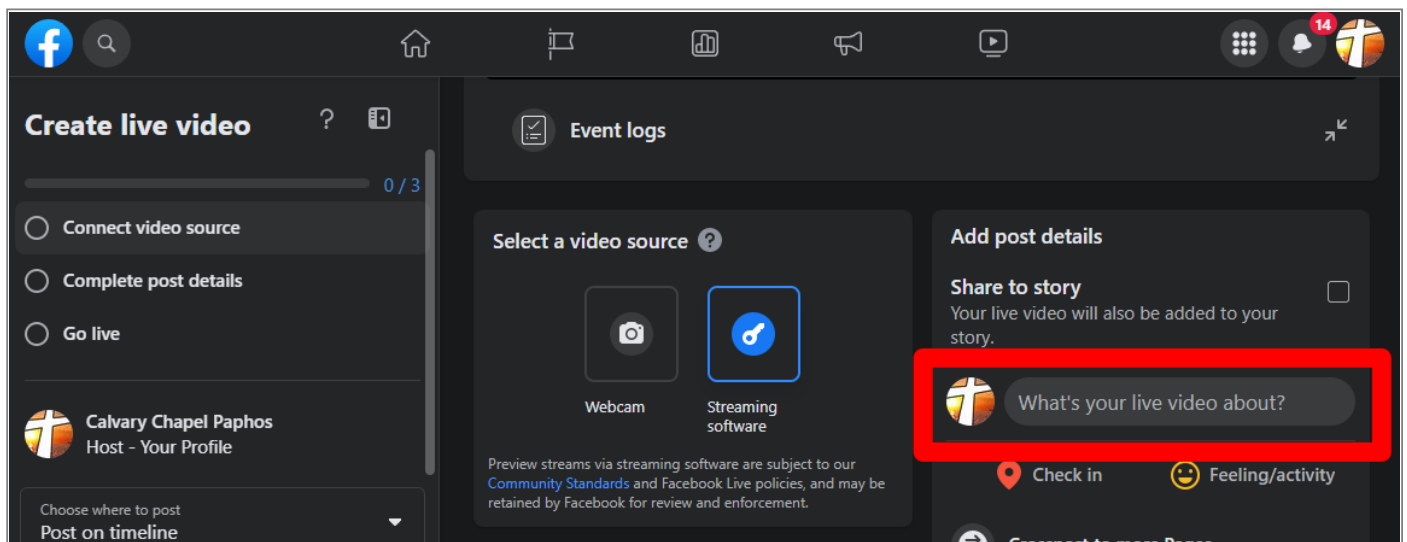 14
Create live video
0 / 3
Connect video source
Complete post details
Go live
Calvary Chapel Paphos
Host - Your Profile
Choose where to post
Post on timeline
Event logs
Select a video source
Webcam
Streaming
software
Preview streams via streaming software are subject to our
Community Standards and Facebook Live policies, and may be
retained by Facebook for review and enforcement.
Add post details
Share to story
Your live video will also be added to your
story.
What's your live video about?
Check in
Feeling/activity
Crosspost to more Pages